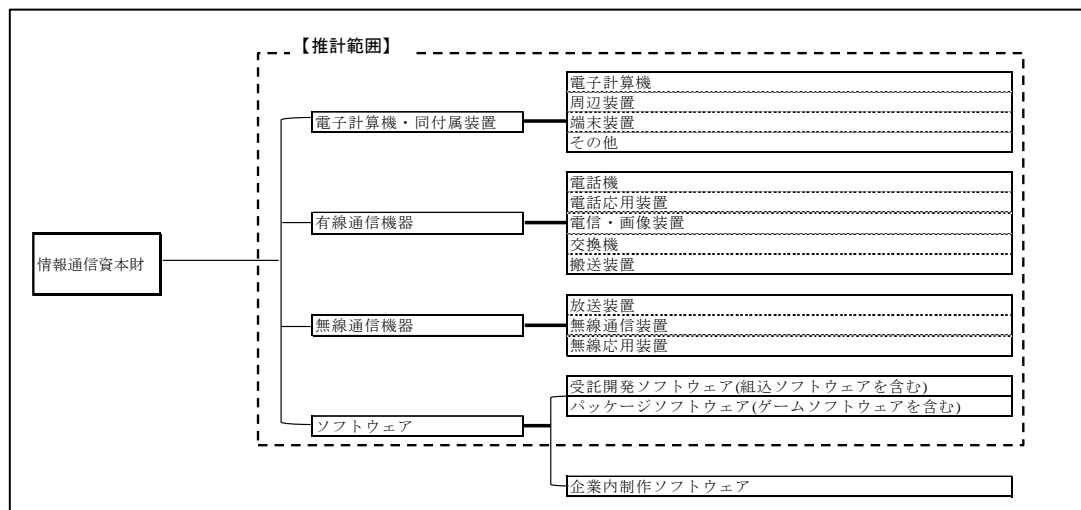 【推計範囲】
電子計算機
周辺装置
電子計算機・同付属装置
端末装置
その他
電話機
電話応用装置
有線通信機器
電信・画像装置
交換機
情報通信資本財
搬送装置
放送装置
無線通信機器
無線通信装置
無線応用装置
受託開発ソフトウェア(組込ソフトウェアを含む)
パッケージソフトウェア(ゲームソフトウェアを含む)
ソフトウェア
企業内制作ソフトウェア